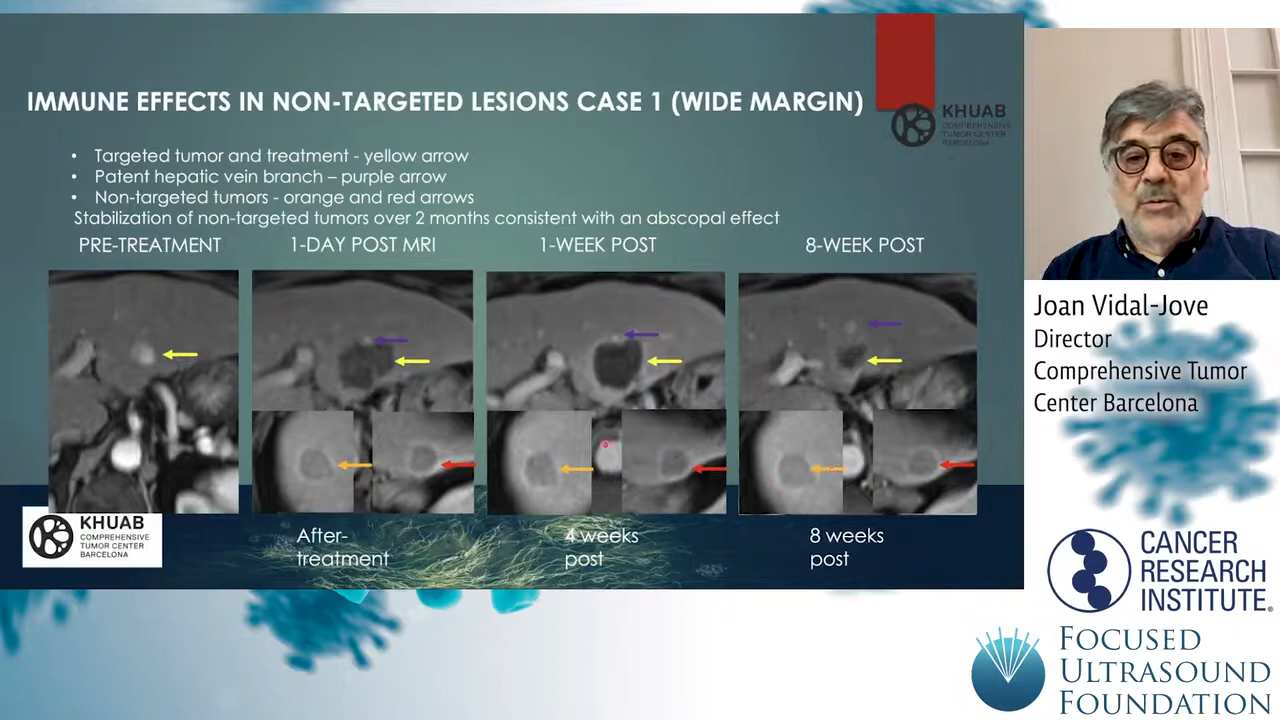 IMMUNE EFFECTS IN NON-TARGETED LESIONS CASE 1 (WIDE MARGIN)
KHUAB
COMPREHENSIVE
TUMOR CENTER
BARCELONA
• Targeted tumor and treatment - yellow arrow
• Patent hepatic vein branch – purple arrow
• Non-targeted tumors - orange and red arrows
Stabilization of non-targeted tumors over 2 months consistent with an abscopal effect
PRE-TREATMENT
1-DAY POST MRI
1-WEEK POST
8-WEEK POST
KHUAB
COMPREHENSIVE
TUMOR CENTER
BARCELONA
After-
treatment
4 weeks
post
8 weeks
post
Joan Vidal-Jove
Director
Comprehensive Tumor
Center Barcelona
CANCER
RESEARCH
INSTITUTE®
FOCUSED
ULTRASOUND
FOUNDATION